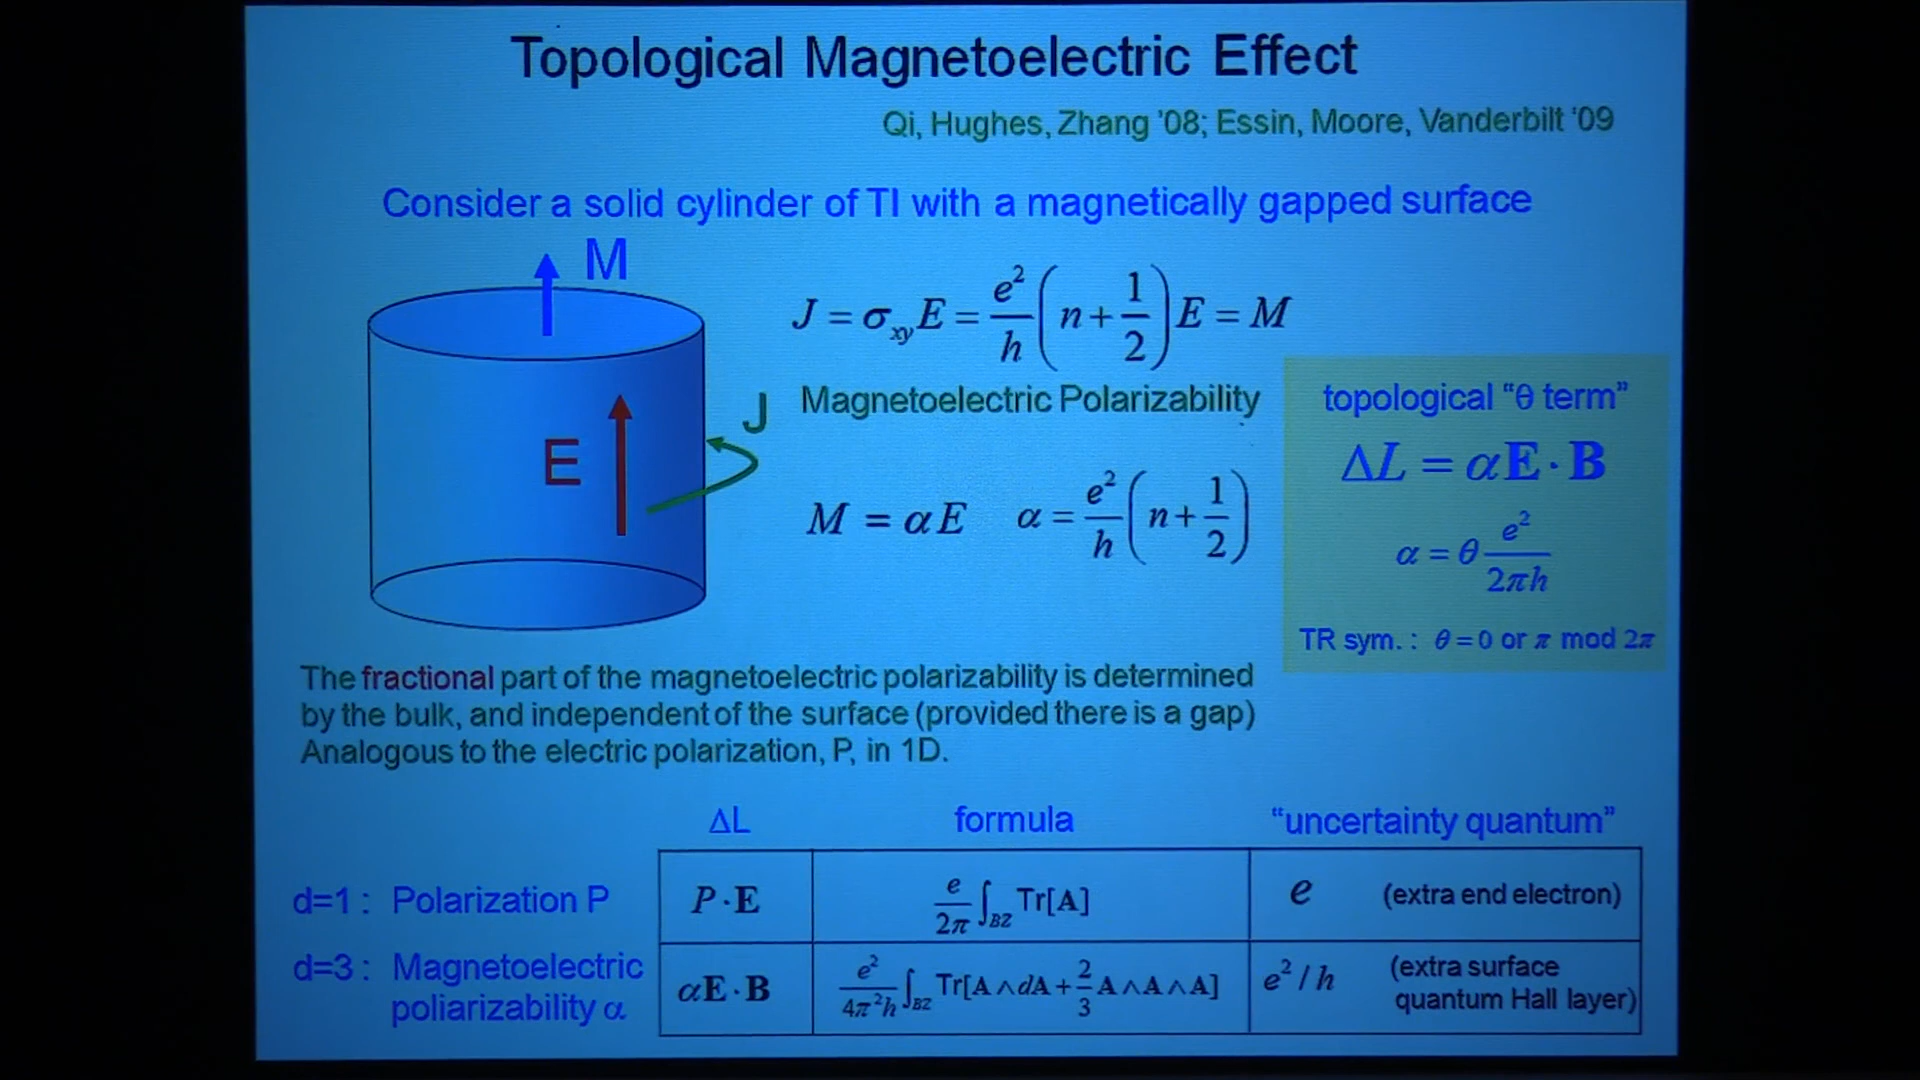 Topological Magnetoelectric Effect
Qi, Hughes, Zhang '08; Essin, Moore, Vanderbilt '09
Consider a solid cylinder of TI with a magnetically gapped surface
M
J = σ_xy E = e²/h (n + 1/2) E = M
E
J
Magnetoelectric Polarizability
M = αE α = e²/h (n + 1/2)
topological “θ term”
ΔL = αE · B
α = θ e²/2πh
TR sym. : θ = 0 or π mod 2π
The fractional part of the magnetoelectric polarizability is determined
by the bulk, and independent of the surface (provided there is a gap)
Analogous to the electric polarization, P, in 1D.
ΔL formula “uncertainty quantum”
d=1 : Polarization P P · E e/2π ∫_BZ Tr[A] e (extra end electron)
d=3 : Magnetoelectric
poliarizability α αE · B e²/4π²h ∫_BZ Tr[A ∧ dA + 2/3 A ∧ A ∧ A] e² / h (extra surface
quantum Hall layer)